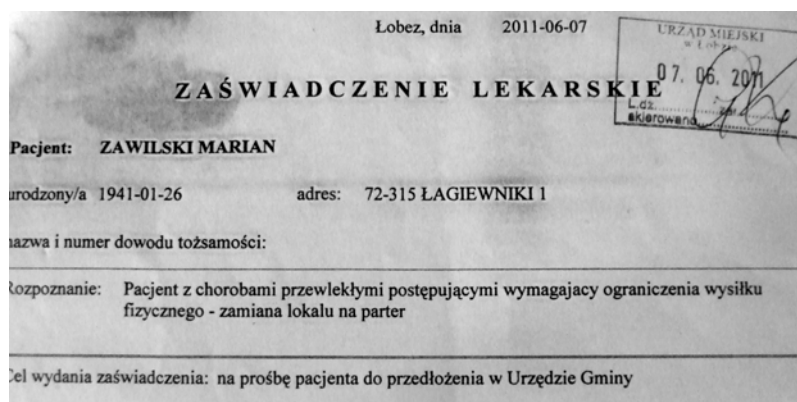 Łobez, dnia 2011-06-07
URZĄD MIEJSKI
w Łobzie
07. 06. 2011
L.dz.
skierowano
ZAŚWIADCZENIE LEKARSKIE
Pacjent: ZAWILSKI MARIAN
urodzony/a 1941-01-26 adres: 72-315 ŁAGIEWNIKI 1
nazwa i numer dowodu tożsamości:
Rozpoznanie: Pacjent z chorobami przewlekłymi postępującymi wymagajacy ograniczenia wysiłku
fizycznego - zamiana lokalu na parter
Cel wydania zaświadczenia: na prośbę pacjenta do przedłożenia w Urzędzie Gminy